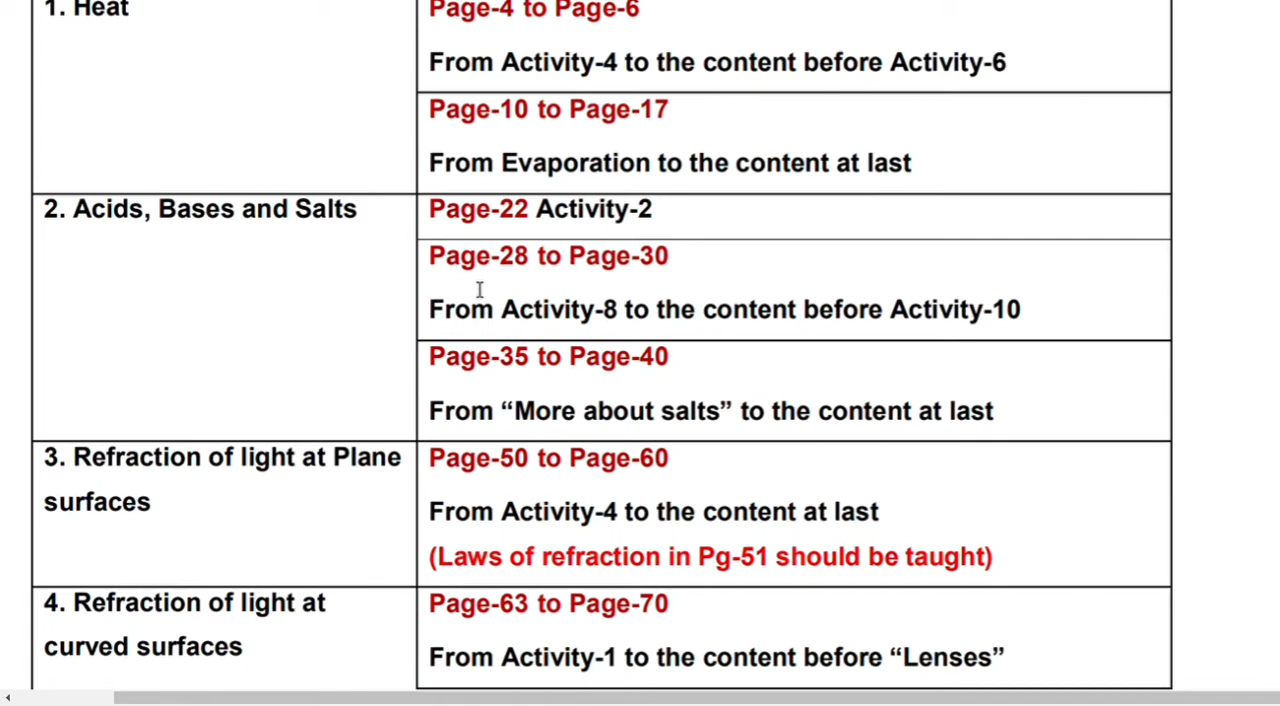 1. Heat
Page-4 to Page-6
From Activity-4 to the content before Activity-6
Page-10 to Page-17
From Evaporation to the content at last
2. Acids, Bases and Salts
Page-22 Activity-2
Page-28 to Page-30
From Activity-8 to the content before Activity-10
Page-35 to Page-40
From “More about salts” to the content at last
3. Refraction of light at Plane
surfaces
Page-50 to Page-60
From Activity-4 to the content at last
(Laws of refraction in Pg-51 should be taught)
4. Refraction of light at
curved surfaces
Page-63 to Page-70
From Activity-1 to the content before “Lenses”